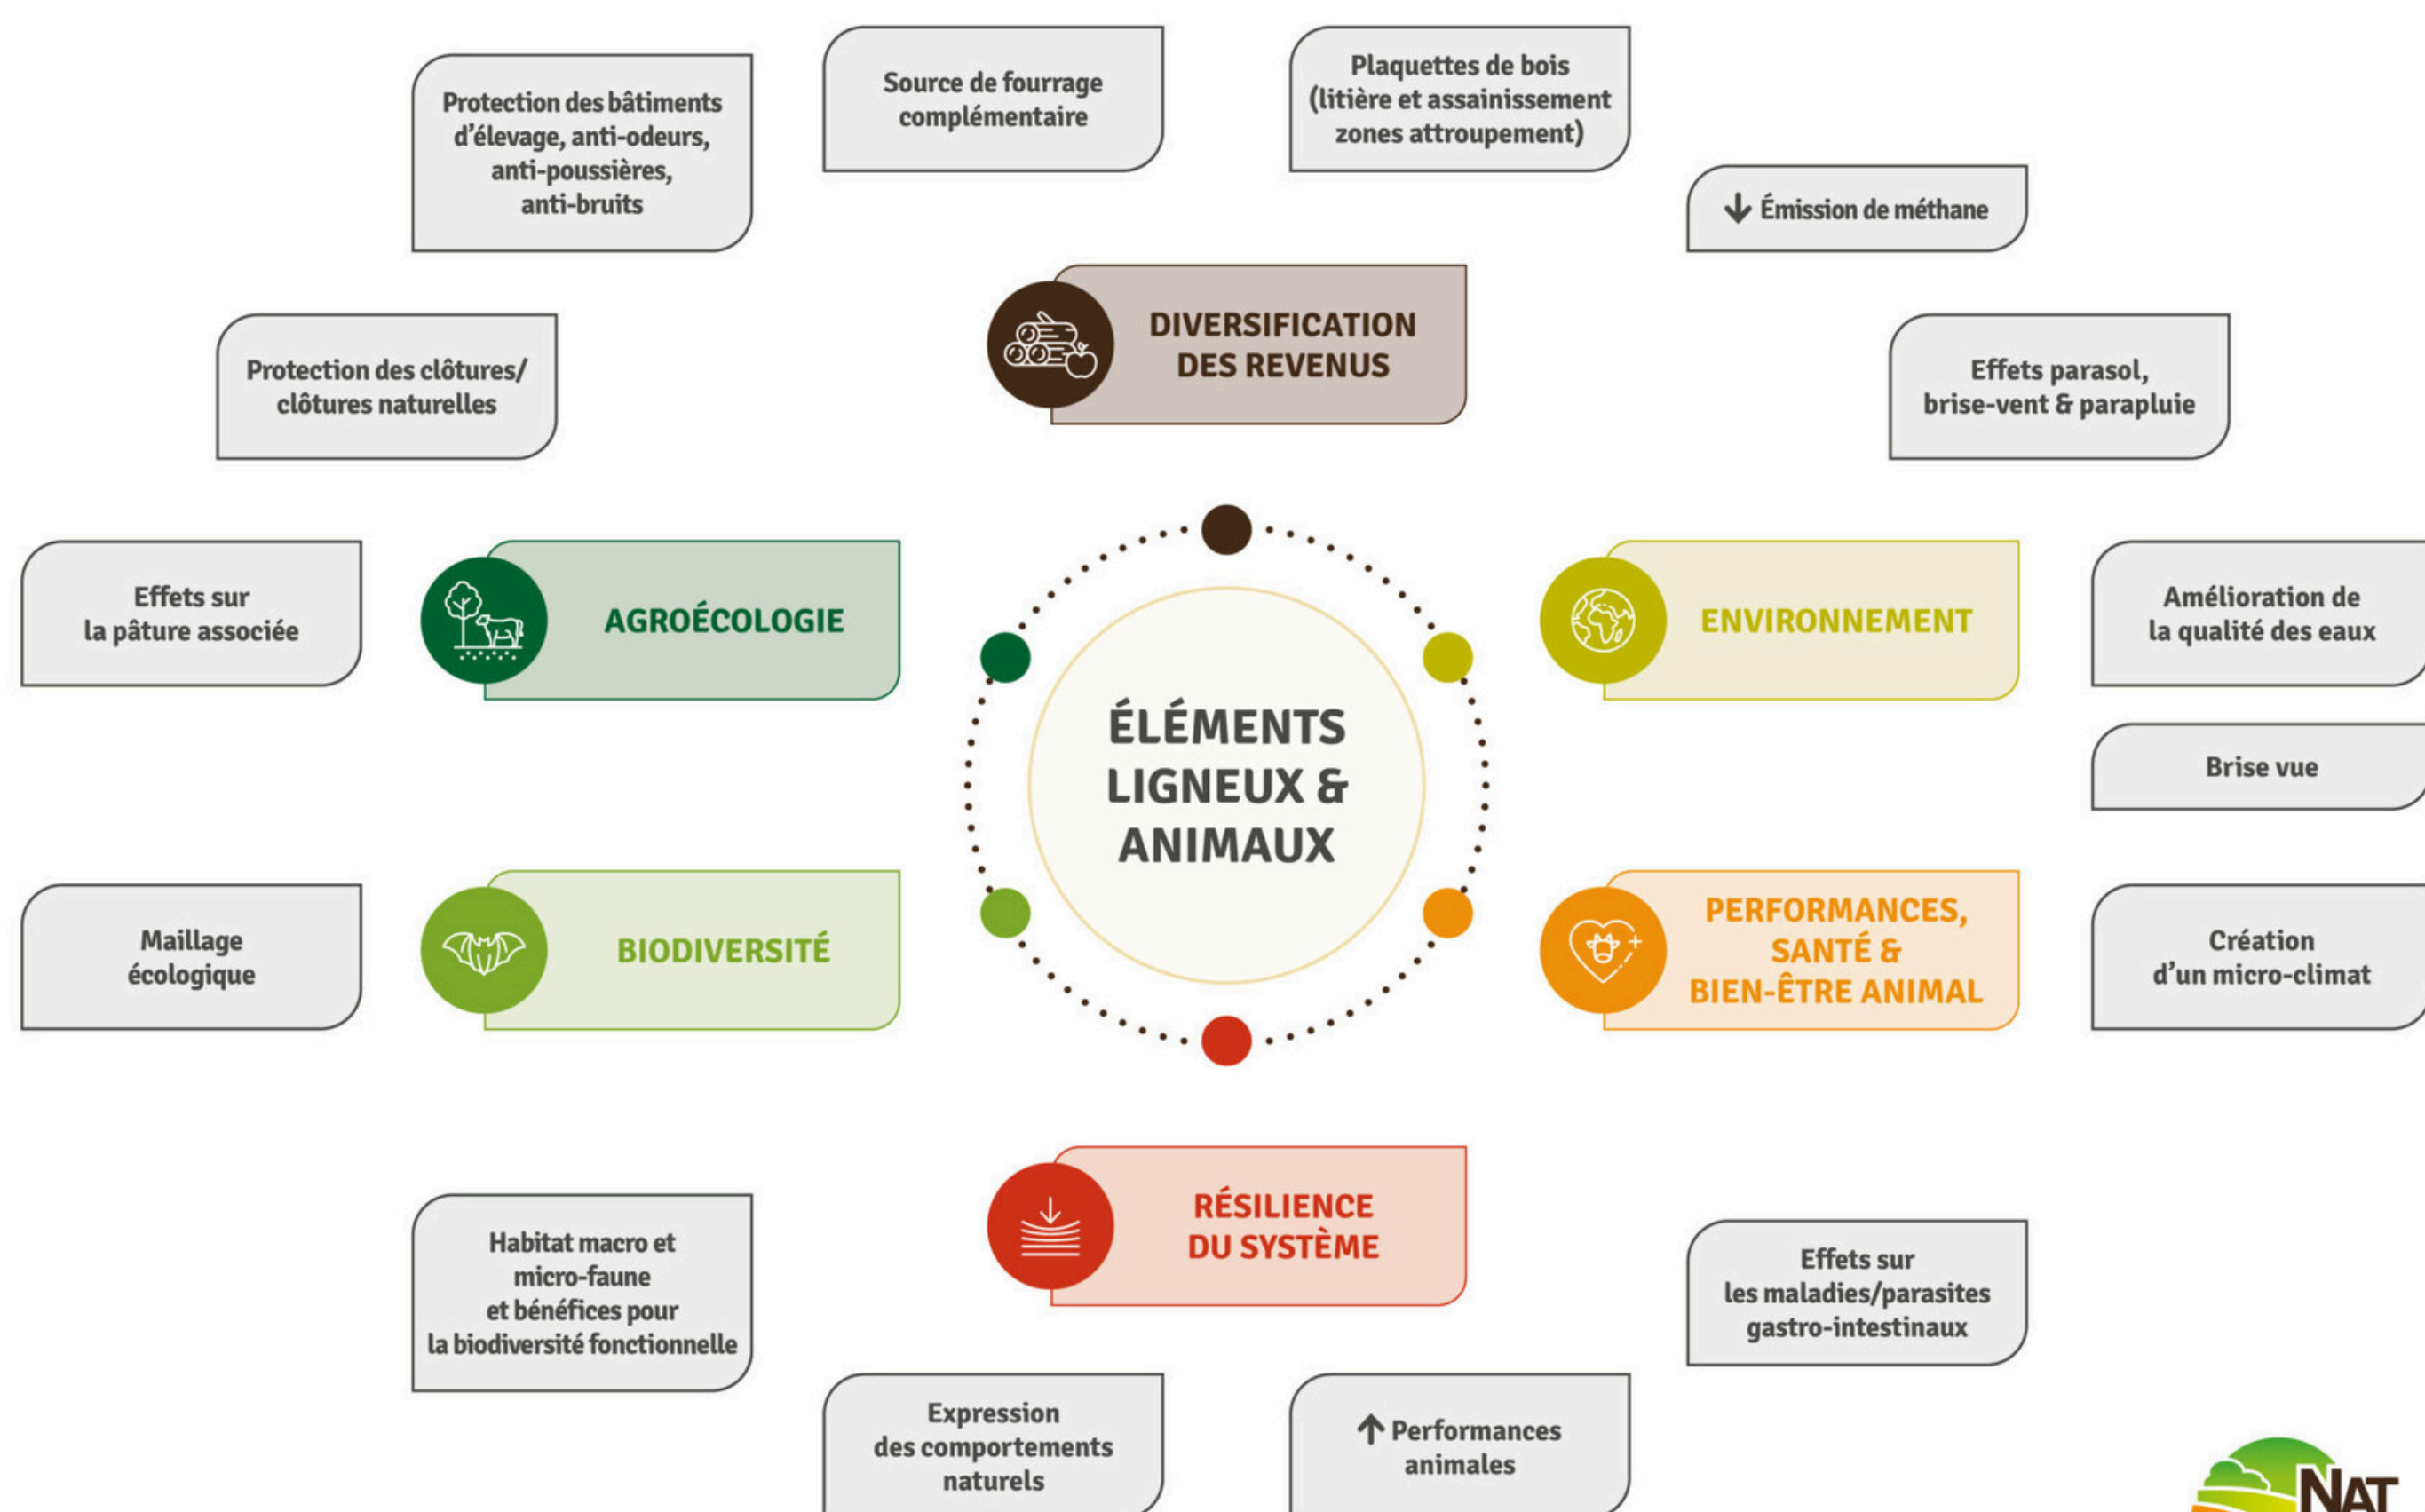 Protection des bâtiments
d'élevage, anti-odeurs,
anti-poussières,
anti-bruits
Source de fourrage
complémentaire
Plaquettes de bois
(litière et assainissement
zones attroupement)
↓ Émission de méthane
Protection des clôtures/
clôtures naturelles
DIVERSIFICATION
DES REVENUS
Effets parasol,
brise-vent & parapluie
Effets sur
la pâture associée
AGROÉCOLOGIE
ENVIRONNEMENT
Amélioration de
la qualité des eaux
ÉLÉMENTS
LIGNEUX &
ANIMAUX
Brise vue
Maillage
écologique
BIODIVERSITÉ
PERFORMANCES,
SANTÉ &
BIEN-ÊTRE ANIMAL
Création
d'un micro-climat
RÉSILIENCE
DU SYSTÈME
Habitat macro et
micro-faune
et bénéfices pour
la biodiversité fonctionnelle
Effets sur
les maladies/parasites
gastro-intestinaux
Expression
des comportements
naturels
↑ Performances
animales
NAT